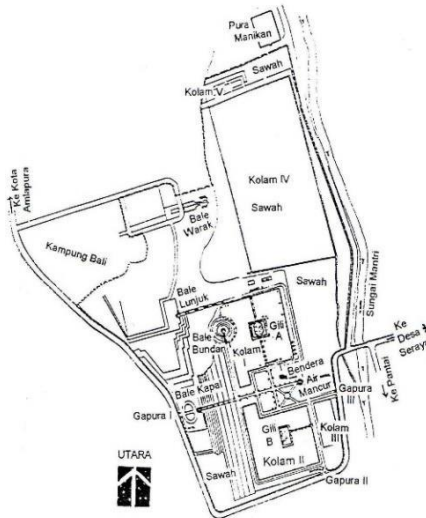 Pura
Manikan
Sawah
Kolam V
Kolam IV
Sawah
Ke Kota
Amlapura
Bale
Warak
Kampung Bali
Sungai Mantri
Bale
Lunjuk
Sawah
Ke
Desa
Seraya
Gili
A
Bale
Bundar
Kolam
I
Bendera
Ke Pantai
Air
Mancur
Bale Kapal
Gapura
III
Gapura I
Kolam
III
Gili
B
UTARA
Kolam II
Sawah
Gapura II